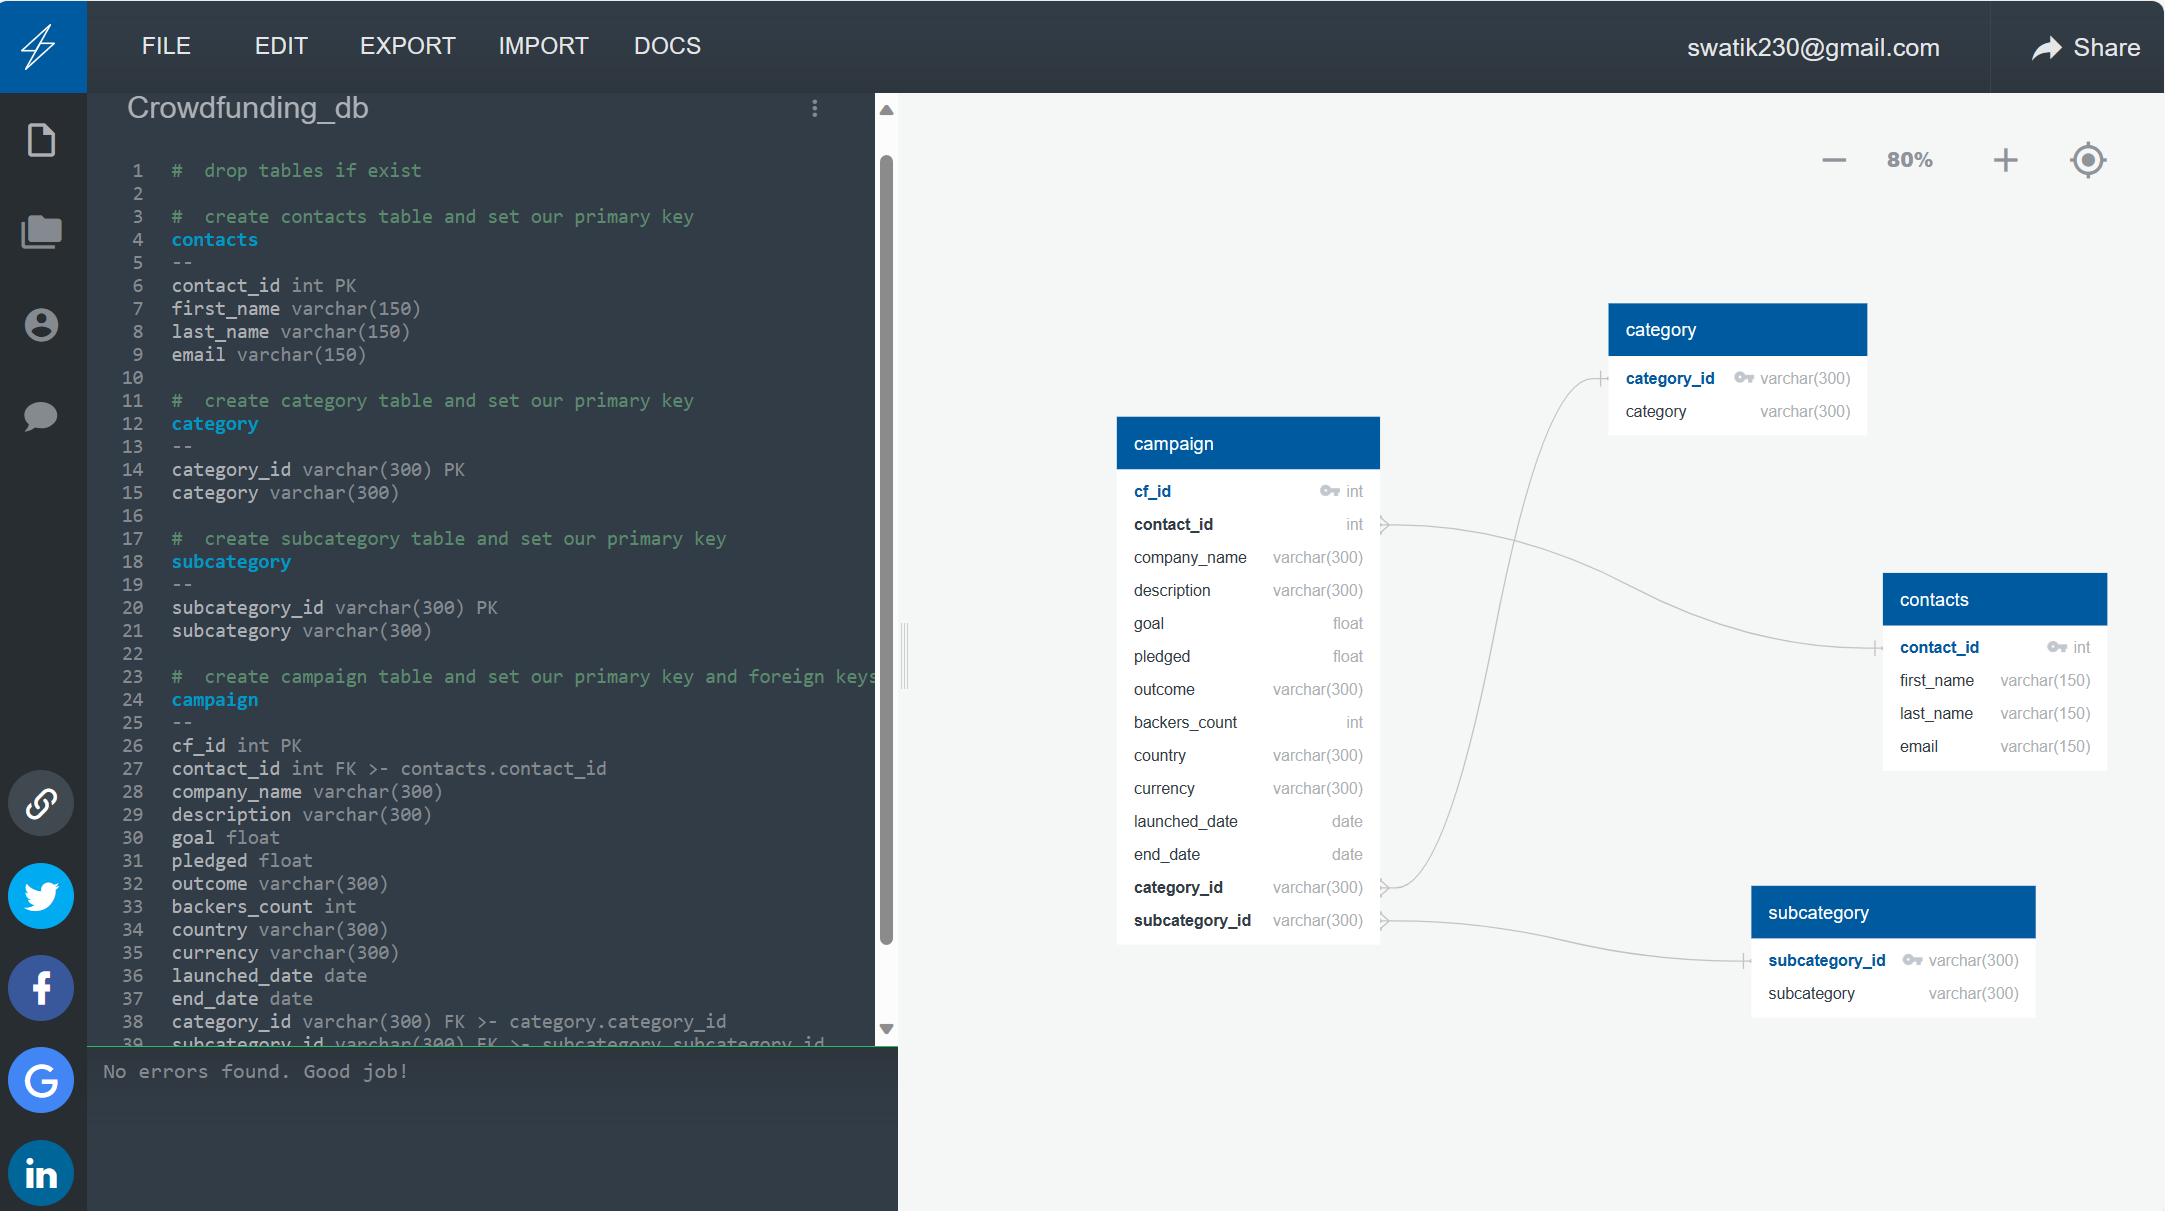 FILE EDIT EXPORT IMPORT DOCS swatik230@gmail.com Share
Crowdfunding_db
1 # drop tables if exist
2
3 # create contacts table and set our primary key
4 contacts
5 --
6 contact_id int PK
7 first_name varchar(150)
8 last_name varchar(150)
9 email varchar(150)
10
11 # create category table and set our primary key
12 category
13 --
14 category_id varchar(300) PK
15 category varchar(300)
16
17 # create subcategory table and set our primary key
18 subcategory
19 --
20 subcategory_id varchar(300) PK
21 subcategory varchar(300)
22
23 # create campaign table and set our primary key and foreign keys
24 campaign
25 --
26 cf_id int PK
27 contact_id int FK >- contacts.contact_id
28 company_name varchar(300)
29 description varchar(300)
30 goal float
31 pledged float
32 outcome varchar(300)
33 backers_count int
34 country varchar(300)
35 currency varchar(300)
36 launched_date date
37 end_date date
38 category_id varchar(300) FK >- category.category_id
39 subcategory_id varchar(300) FK >- subcategory.subcategory_id
No errors found. Good job!
80%
campaign
cf_id int
contact_id int
company_name varchar(300)
description varchar(300)
goal float
pledged float
outcome varchar(300)
backers_count int
country varchar(300)
currency varchar(300)
launched_date date
end_date date
category_id varchar(300)
subcategory_id varchar(300)
category
category_id varchar(300)
category varchar(300)
contacts
contact_id int
first_name varchar(150)
last_name varchar(150)
email varchar(150)
subcategory
subcategory_id varchar(300)
subcategory varchar(300)